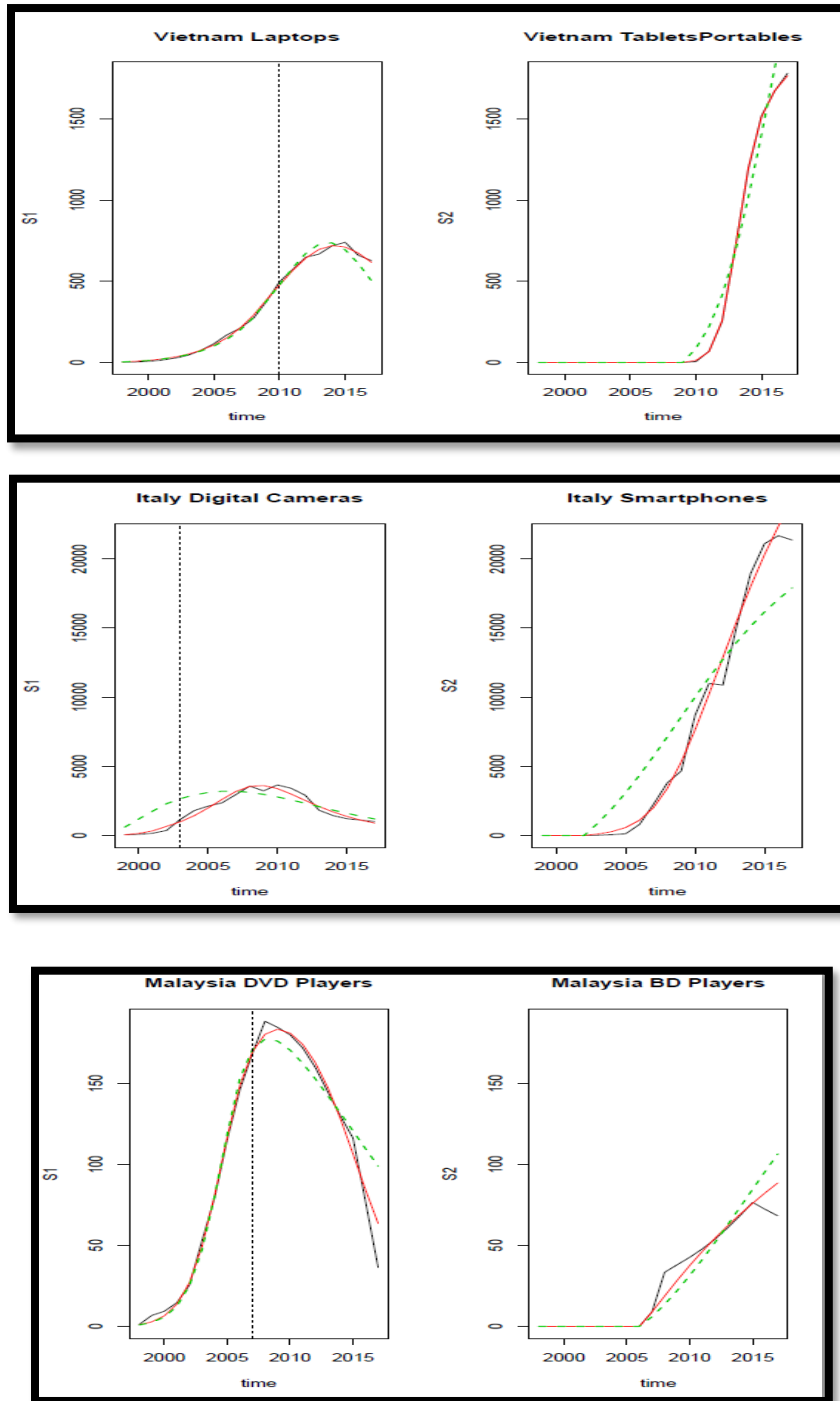 Vietnam Laptops
Vietnam TabletsPortables
S1
0
500
1000
1500
2000
2005
2010
2015
time
S2
0
500
1000
1500
2000
2005
2010
2015
time
Italy Digital Cameras
Italy Smartphones
S1
0
5000
10000
15000
20000
2000
2005
2010
2015
time
S2
0
5000
10000
15000
20000
2000
2005
2010
2015
time
Malaysia DVD Players
Malaysia BD Players
S1
0
50
100
150
2000
2005
2010
2015
time
S2
0
50
100
150
2000
2005
2010
2015
time